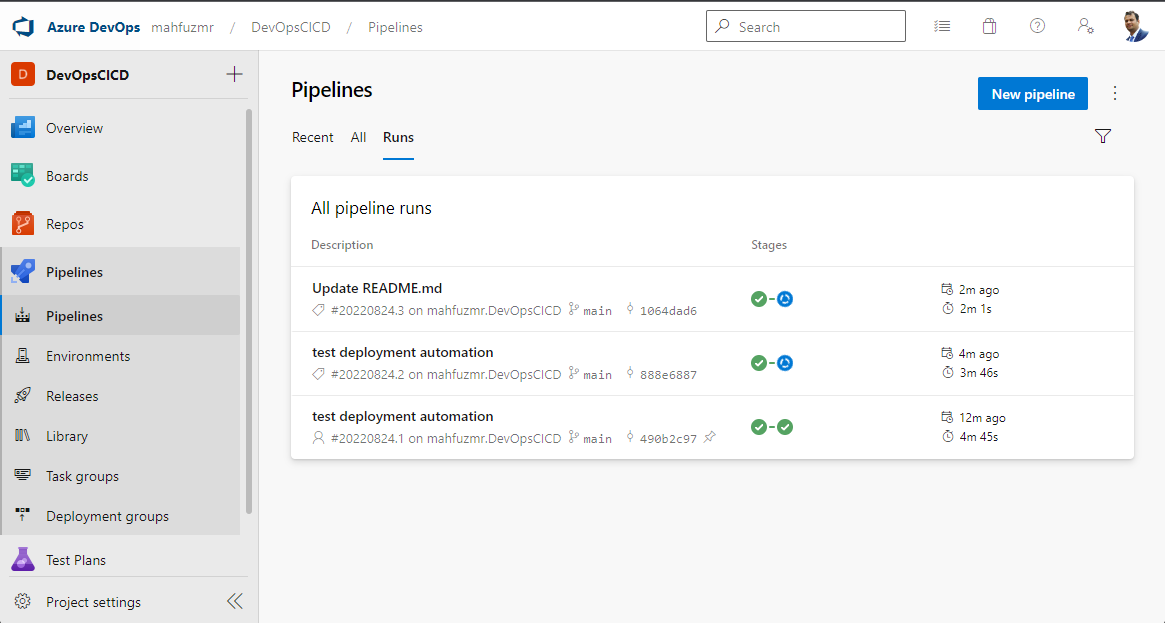 Azure DevOps mahfuzmr / DevOpsCICD / Pipelines Search
D DevOpsCICD
Overview
Boards
Repos
Pipelines
Pipelines
Environments
Releases
Library
Task groups
Deployment groups
Test Plans
Project settings
Pipelines
New pipeline
Recent All Runs
All pipeline runs
Description Stages
Update README.md
#20220824.3 on mahfuzmr.DevOpsCICD main 1064dad6
2m ago
2m 1s
test deployment automation
#20220824.2 on mahfuzmr.DevOpsCICD main 888e6887
4m ago
3m 46s
test deployment automation
#20220824.1 on mahfuzmr.DevOpsCICD main 490b2c97
12m ago
4m 45s